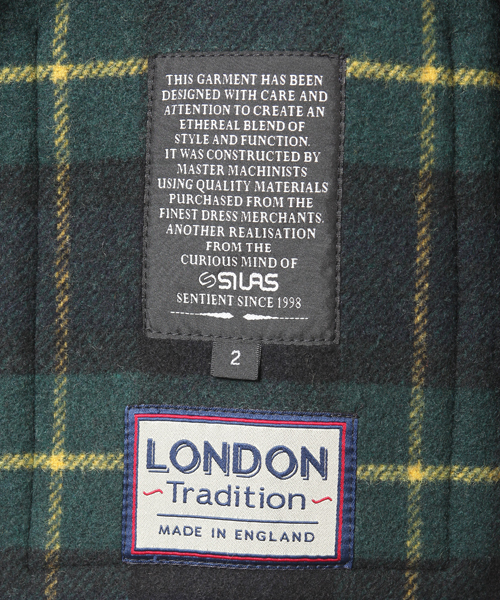 THIS GARMENT HAS BEEN
DESIGNED WITH CARE AND
ATTENTION TO CREATE AN
ETHEREAL BLEND OF
STYLE AND FUNCTION.
IT WAS CONSTRUCTED BY
MASTER MACHINISTS
USING QUALITY MATERIALS
PURCHASED FROM THE
FINEST DRESS MERCHANTS.
ANOTHER REALISATION
FROM THE
CURIOUS MIND OF
SILAS
SENTIENT SINCE 1998
2
LONDON
Tradition
MADE IN ENGLAND